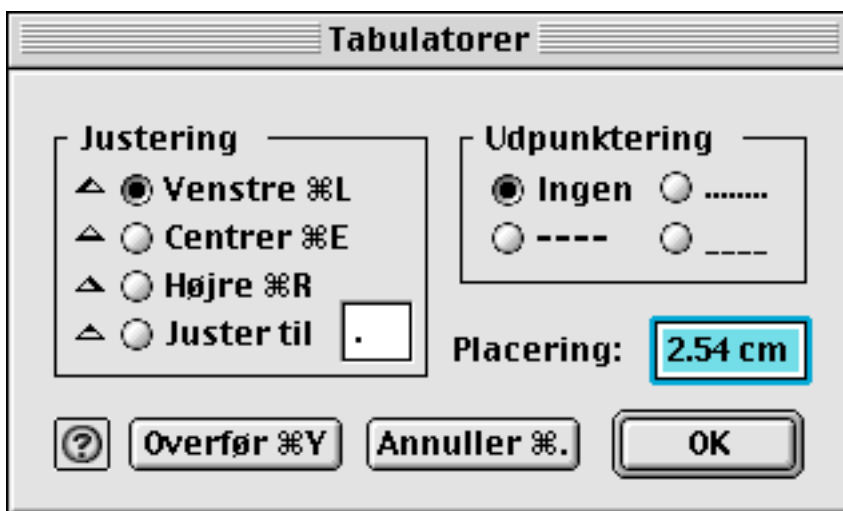 Tabulatorer
Justering
Venstre ⌘L
Centrer ⌘E
Højre ⌘R
Juster til .
Udpunktering
Ingen ........
---- ____
Placering: 2.54 cm
? Overfør ⌘Y Annuller ⌘. OK